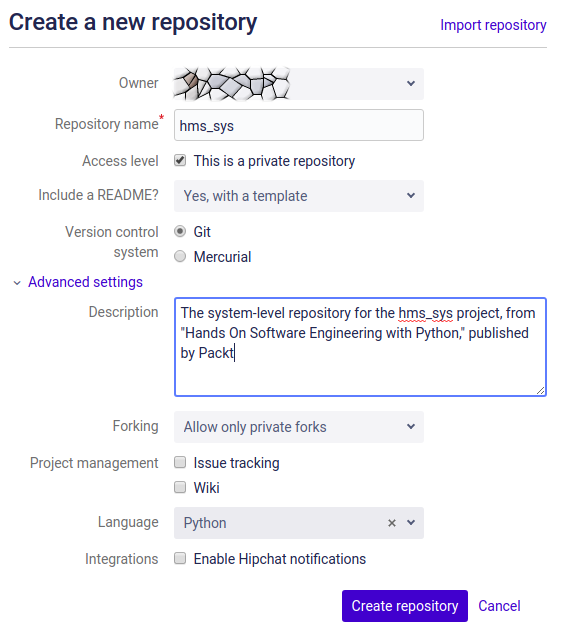 Create a new repository
Import repository
Owner
Repository name*
hms_sys
Access level
This is a private repository
Include a README?
Yes, with a template
Version control
system
Git
Mercurial
Advanced settings
Description
The system-level repository for the hms_sys project, from
"Hands On Software Engineering with Python," published
by Packt
Forking
Allow only private forks
Project management
Issue tracking
Wiki
Language
Python
Integrations
Enable Hipchat notifications
Create repository
Cancel